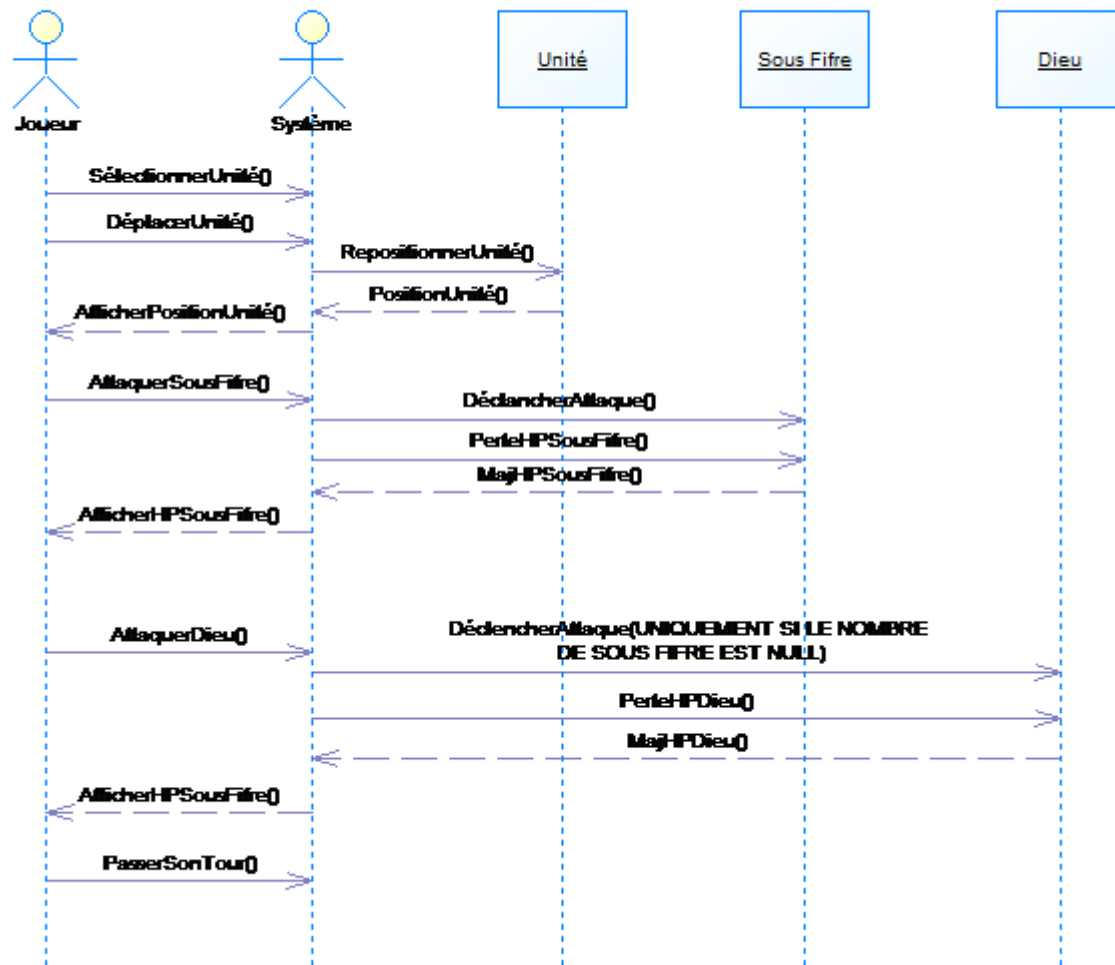 Unité
Sous Fifre
Dieu
Joueur
Système
SélectionnerUnité()
DéplacerUnité()
RepositionnerUnité()
PositionUnité()
AfficherPositionUnité()
AttaquerSousFifre()
DéclancherAttaque()
PerteHPSousFifre()
MajHPSousFifre()
AfficherHPSousFifre()
AttaquerDieu()
DéclencherAttaque(UNIQUEMENT SI LE NOMBRE
DE SOUS FIFRE EST NULL)
PerteHPDieu()
MajHPDieu()
AfficherHPSousFifre()
PasserSonTour()